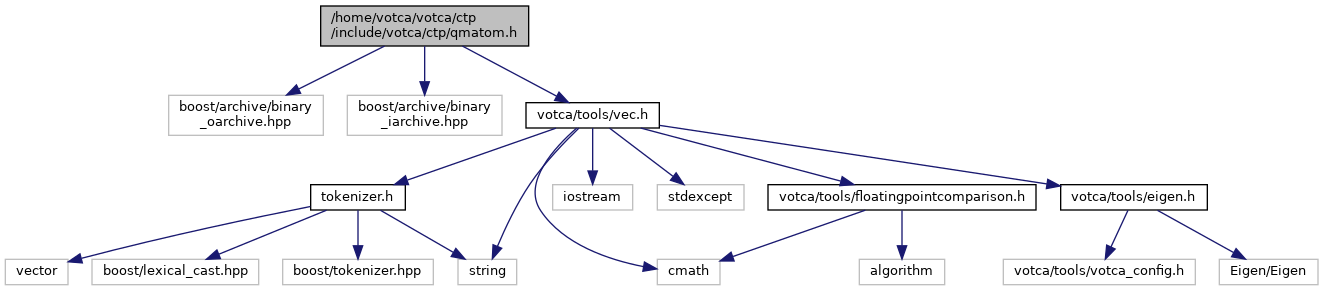 /home/votca/votca/ctp
/include/votca/ctp/qmatom.h
boost/archive/binary
_oarchive.hpp
boost/archive/binary
_iarchive.hpp
votca/tools/vec.h
tokenizer.h
iostream
stdexcept
votca/tools/floatingpointcomparison.h
votca/tools/eigen.h
vector
boost/lexical_cast.hpp
boost/tokenizer.hpp
string
cmath
algorithm
votca/tools/votca_config.h
Eigen/Eigen